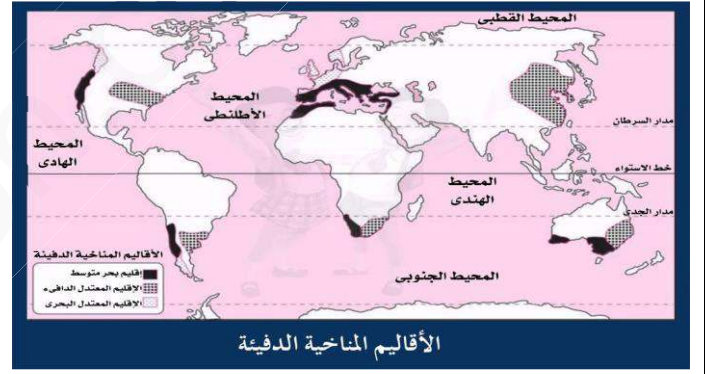 المحيط القطبى
المحيط
الأطلنطى
مدار السرطان
المحيط
الهادى
خط الاستواء
المحيط
الهندى
مدار الجدى
المحيط الجنوبى
الأقاليم المناخية الدفيئة
إقليم بحر متوسط
الإقليم المعتدل الدافىء
الإقليم المعتدل البحرى
الأقاليم المناخية الدفيئة